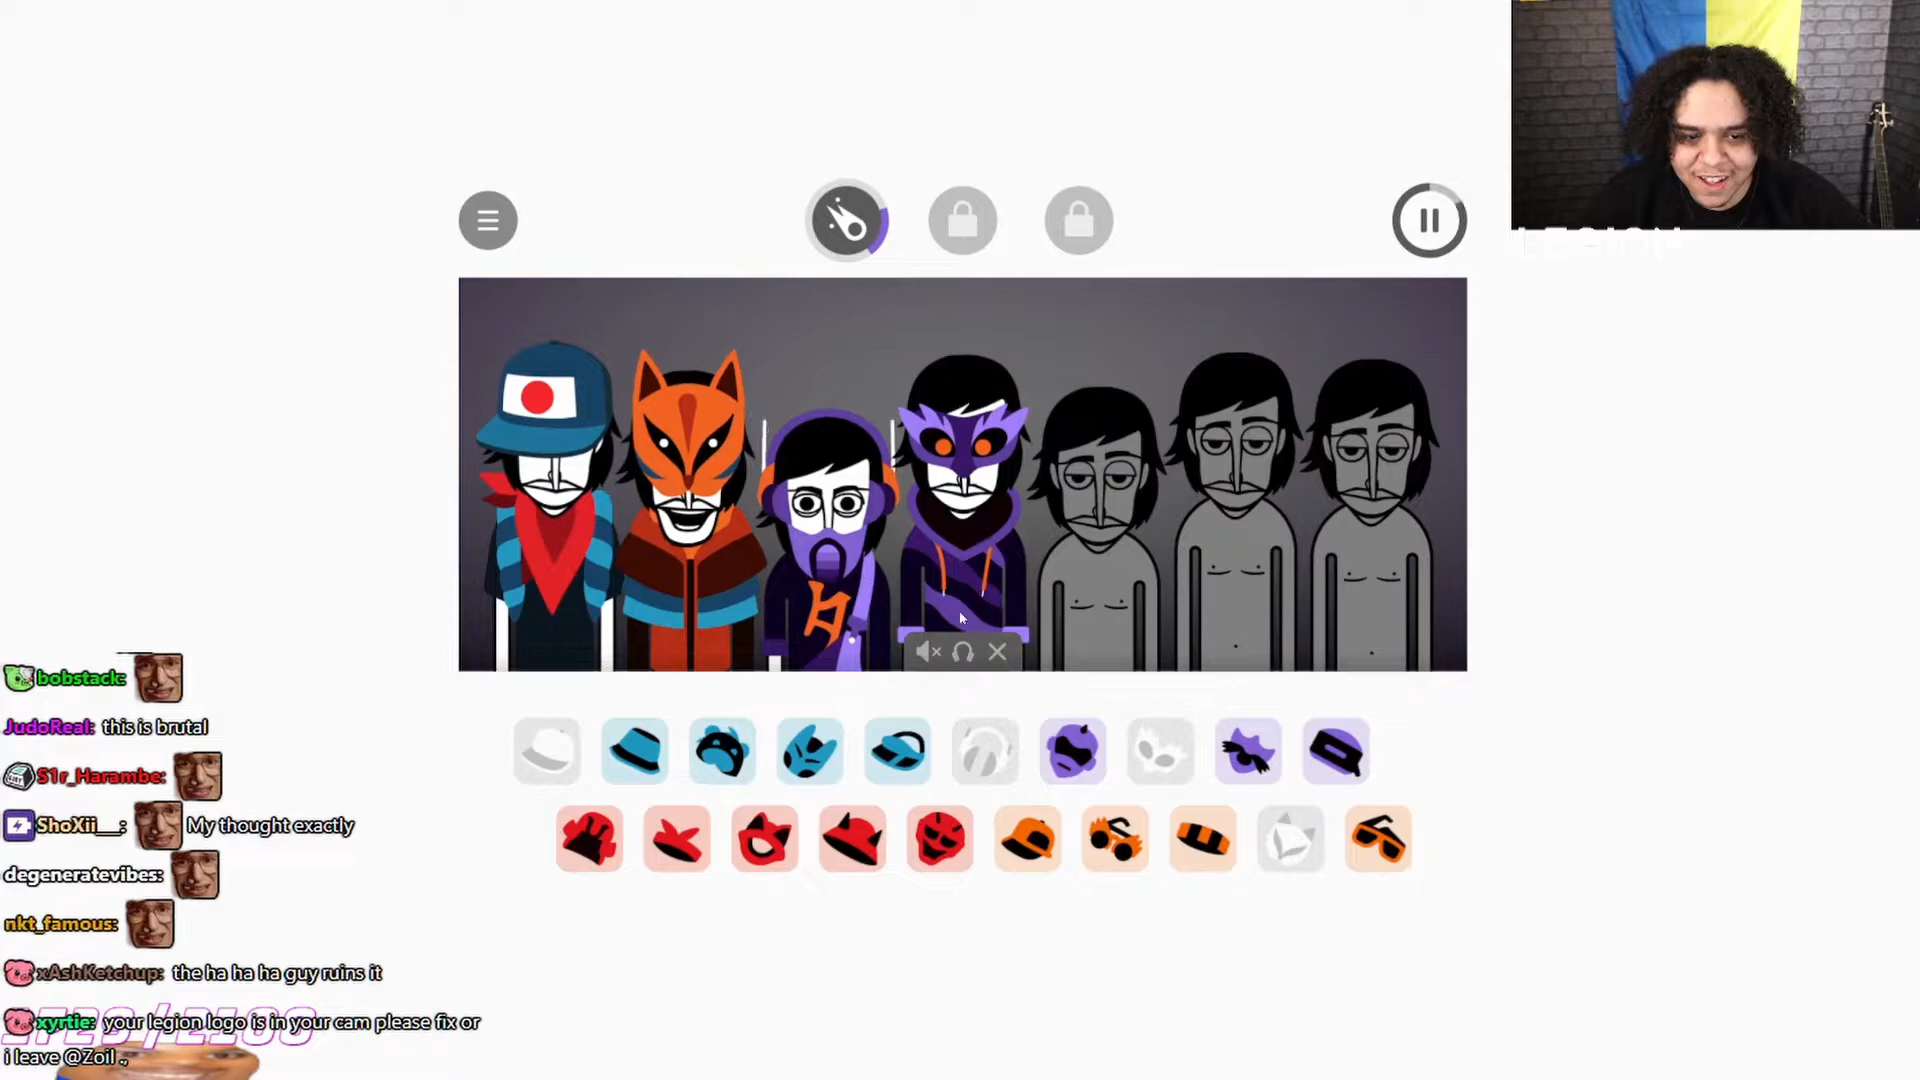 LEGION
bobstack:
JudoReal: this is brutal
S1r_Harambe:
ShoXii__: My thought exactly
degeneratevibes:
nkt_famous:
xAshKetchup: the ha ha ha guy ruins it
xyrtie: your legion logo is in your cam please fix or
i leave @Zoil .,